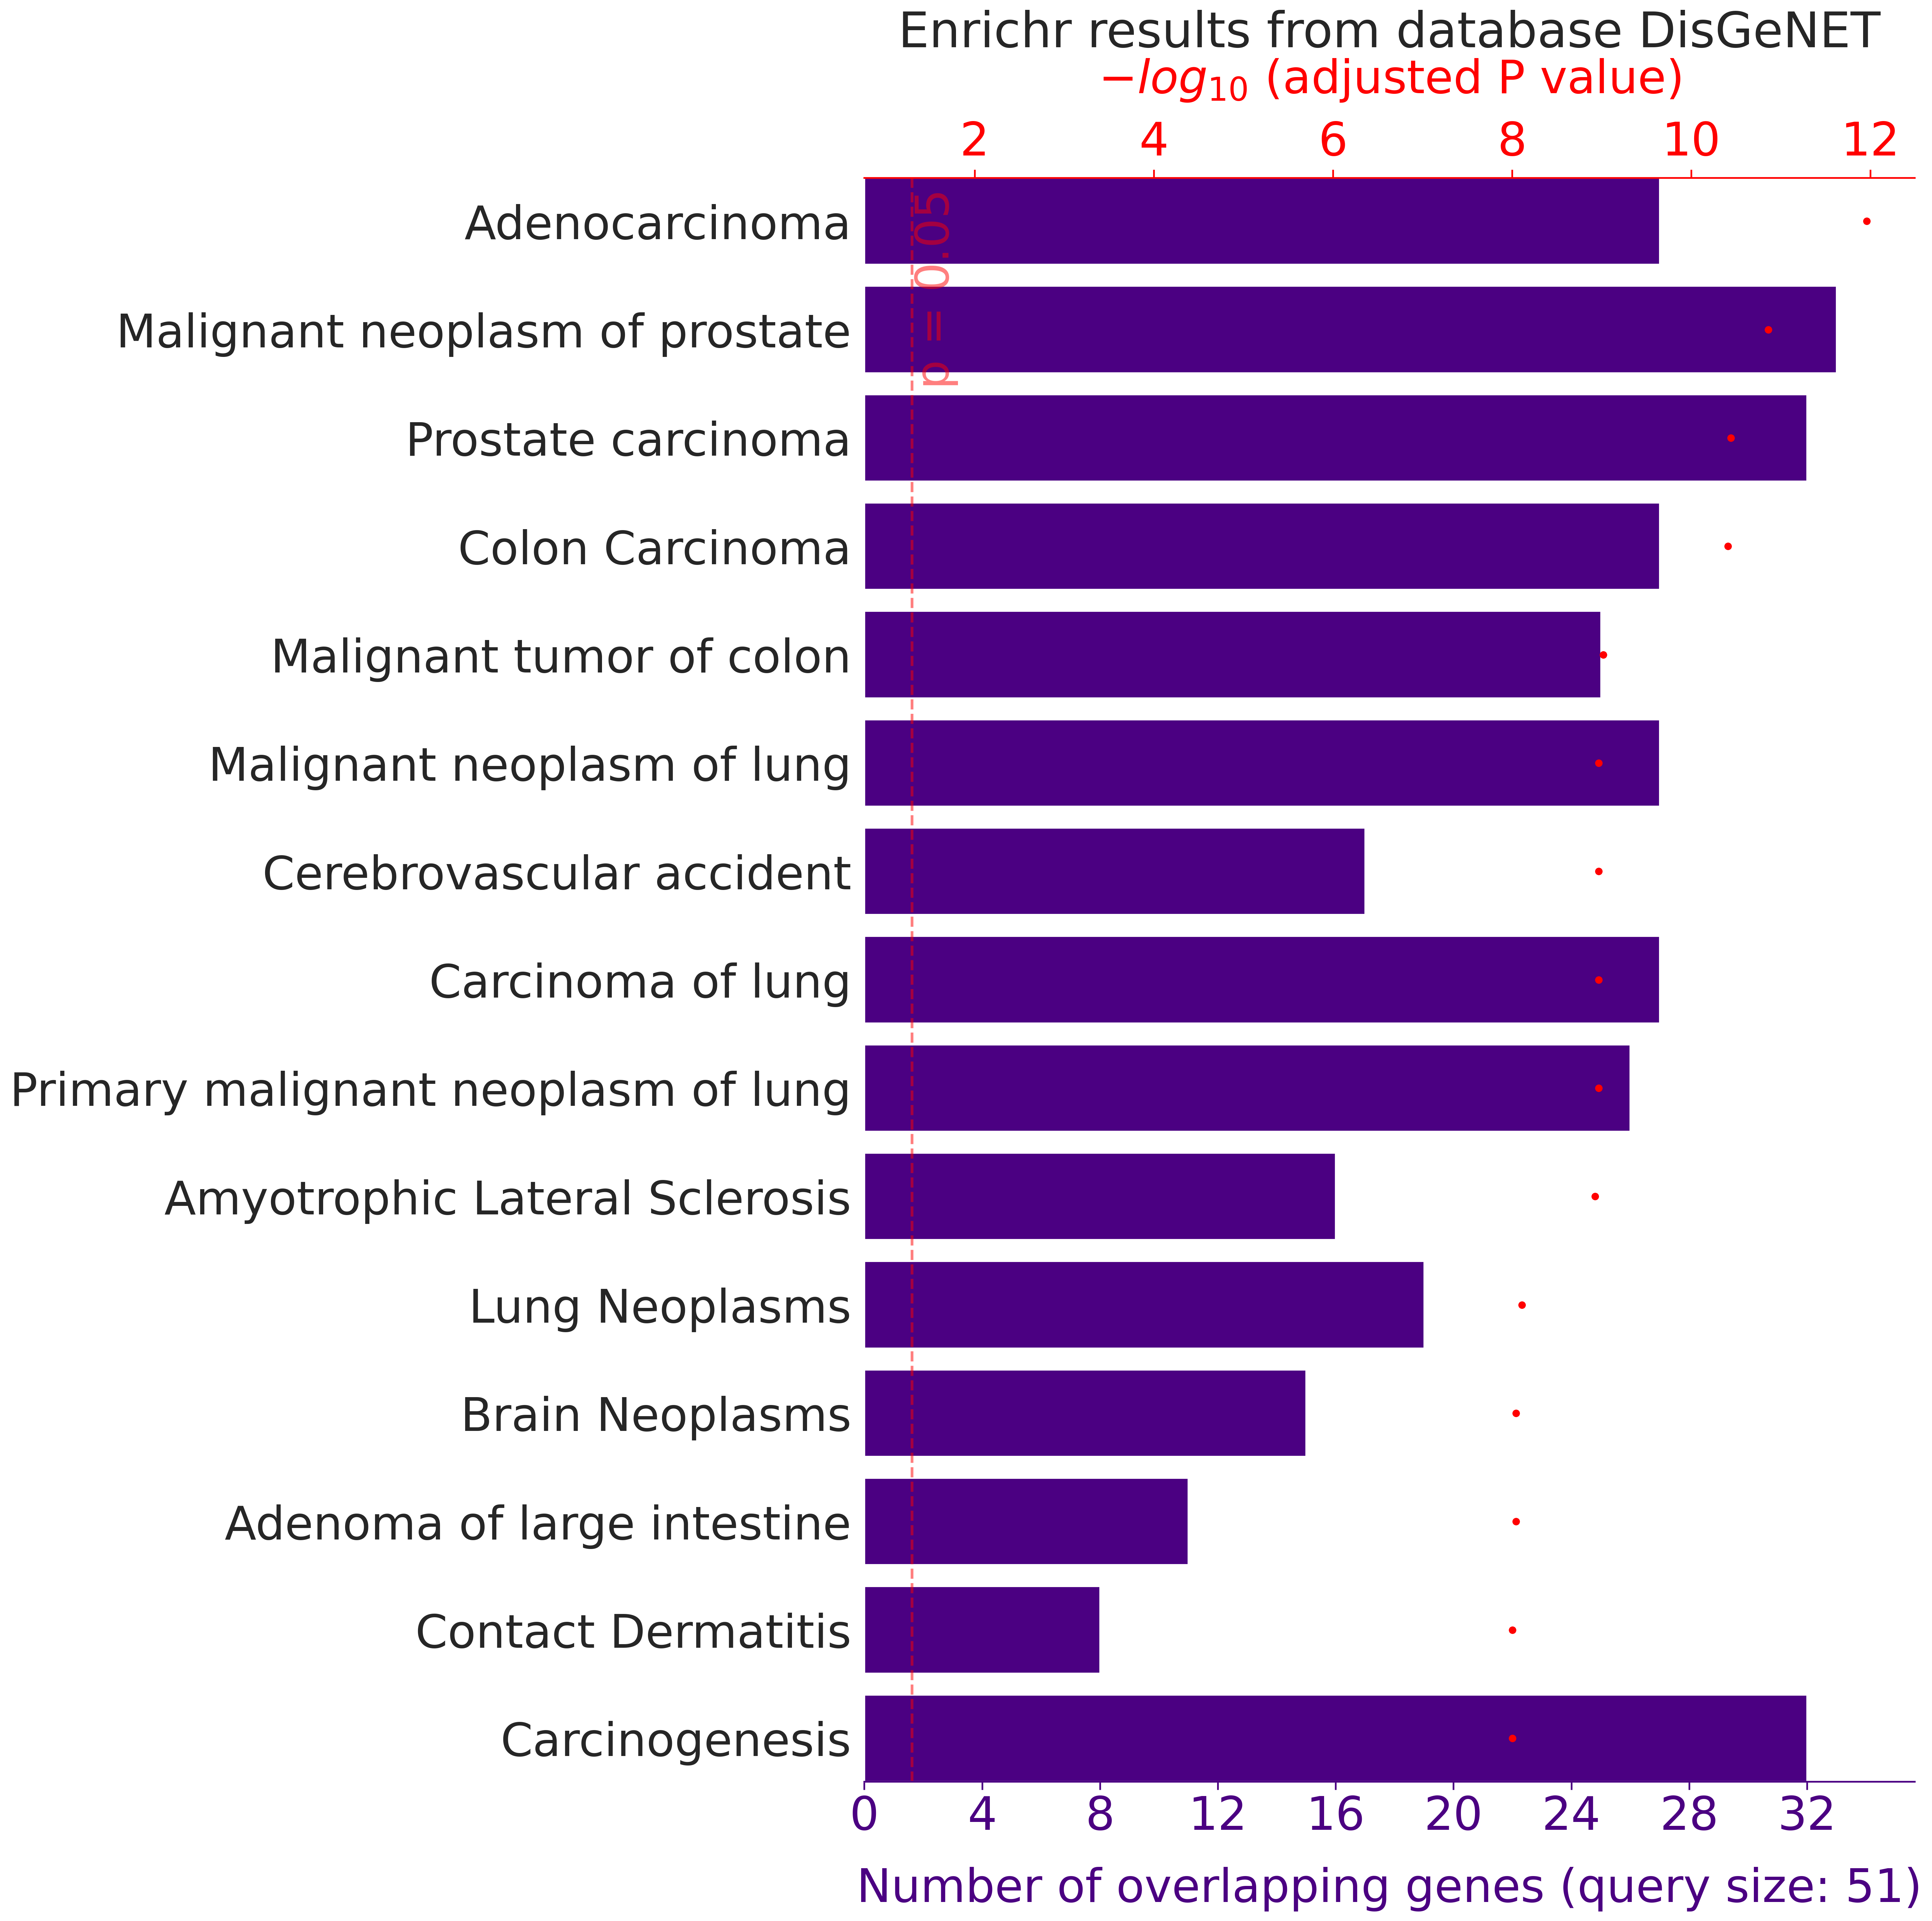 Enrichr results from database DisGeNET
−log10 (adjusted P value)
2 4 6 8 10 12
p = 0.05
Adenocarcinoma
Malignant neoplasm of prostate
Prostate carcinoma
Colon Carcinoma
Malignant tumor of colon
Malignant neoplasm of lung
Cerebrovascular accident
Carcinoma of lung
Primary malignant neoplasm of lung
Amyotrophic Lateral Sclerosis
Lung Neoplasms
Brain Neoplasms
Adenoma of large intestine
Contact Dermatitis
Carcinogenesis
0 4 8 12 16 20 24 28 32
Number of overlapping genes (query size: 51)